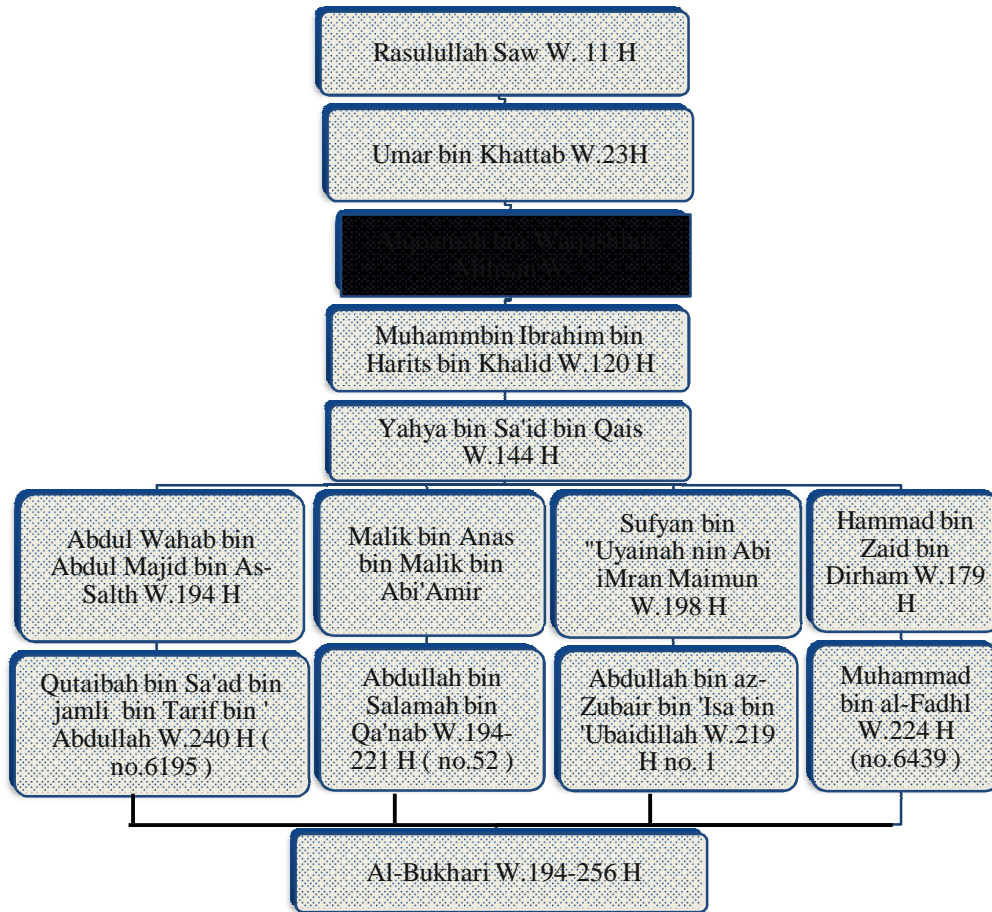 Rasulullah Saw W. 11 H
Umar bin Khattab W.23H
bin
Muhammbin Ibrahim bin
Harits bin Khalid W.120 H
Yahya bin Sa'id bin Qais
W.144 H
Abdul Wahab bin
Abdul Majid bin As-
Salth W.194 H
Malik bin Anas
bin Malik bin
Abi'Amir
Sufyan bin
"Uyainah nin Abi
iMran Maimun
W.198 H
Hammad bin
Zaid bin
Dirham W.179
H
Qutaibah bin Sa'ad bin
jamli bin Tarif bin '
Abdullah W.240 H (
no.6195 )
Abdullah bin
Salamah bin
Qa'nab W.194-
221 H ( no.52 )
Abdullah bin az-
Zubair bin 'Isa bin
'Ubaidillah W.219
H no. 1
Muhammad
bin al-Fadhl
W.224 H
(no.6439 )
Al-Bukhari W.194-256 H